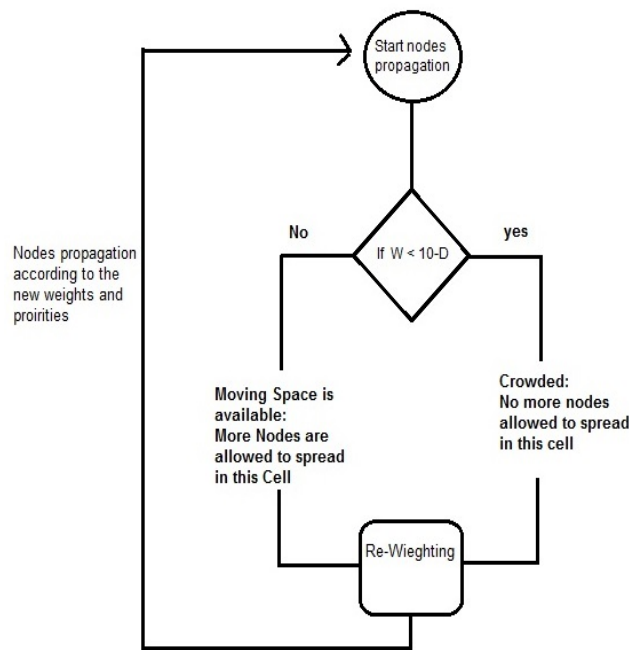 Start nodes
propagation
If W < 10-D
No
yes
Nodes propagation
according to the
new weights and
proirities
Moving Space is
available:
More Nodes are
allowed to spread
in this Cell
Crowded:
No more nodes
allowed to spread
in this cell
Re-Wieghting